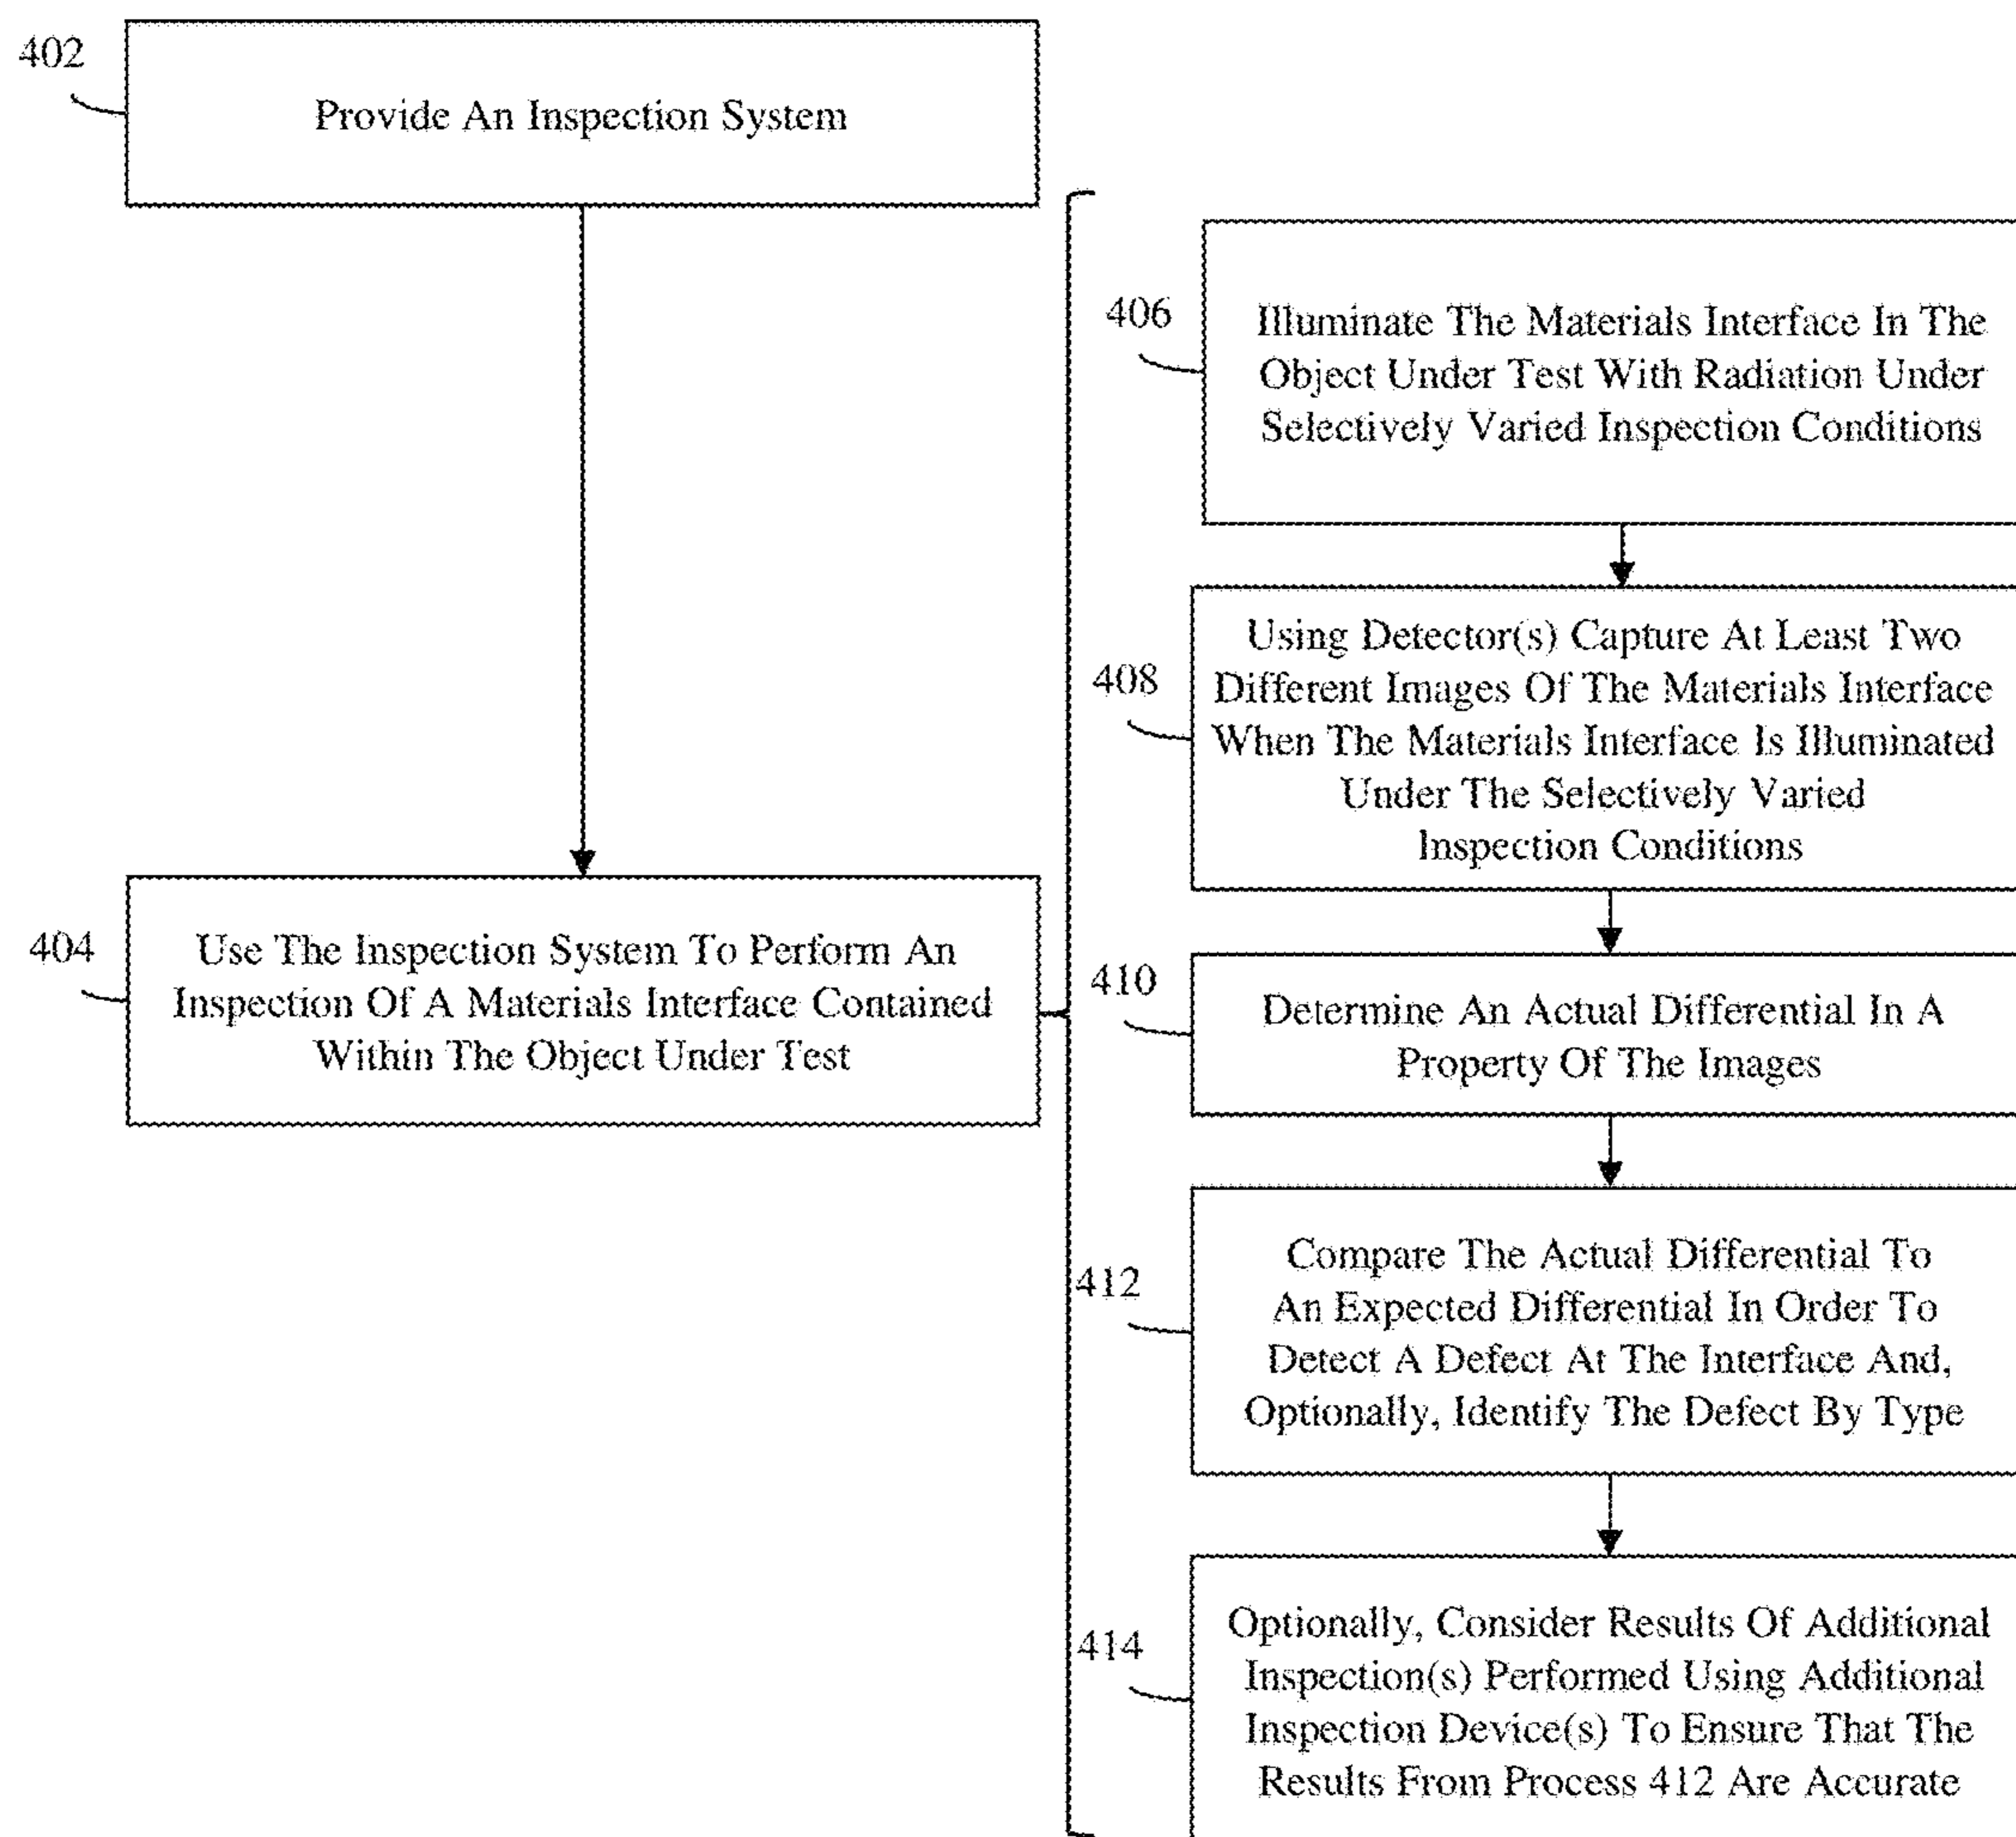 402
Provide An Inspection System
404
Use The Inspection System To Perform An
Inspection Of A Materials Interface Contained
Within The Object Under Test
406
Illuminate The Materials Interface In The
Object Under Test With Radiation Under
Selectively Varied Inspection Conditions
408
Using Detector(s) Capture At Least Two
Different Images Of The Materials Interface
When The Materials Interface Is Illuminated
Under The Selectively Varied
Inspection Conditions
410
Determine An Actual Differential In A
Property Of The Images
412
Compare The Actual Differential To
An Expected Differential In Order To
Detect A Defect At The Interface And,
Optionally, Identify The Defect By Type
414
Optionally, Consider Results Of Additional
Inspection(s) Performed Using Additional
Inspection Device(s) To Ensure That The
Results From Process 412 Are Accurate